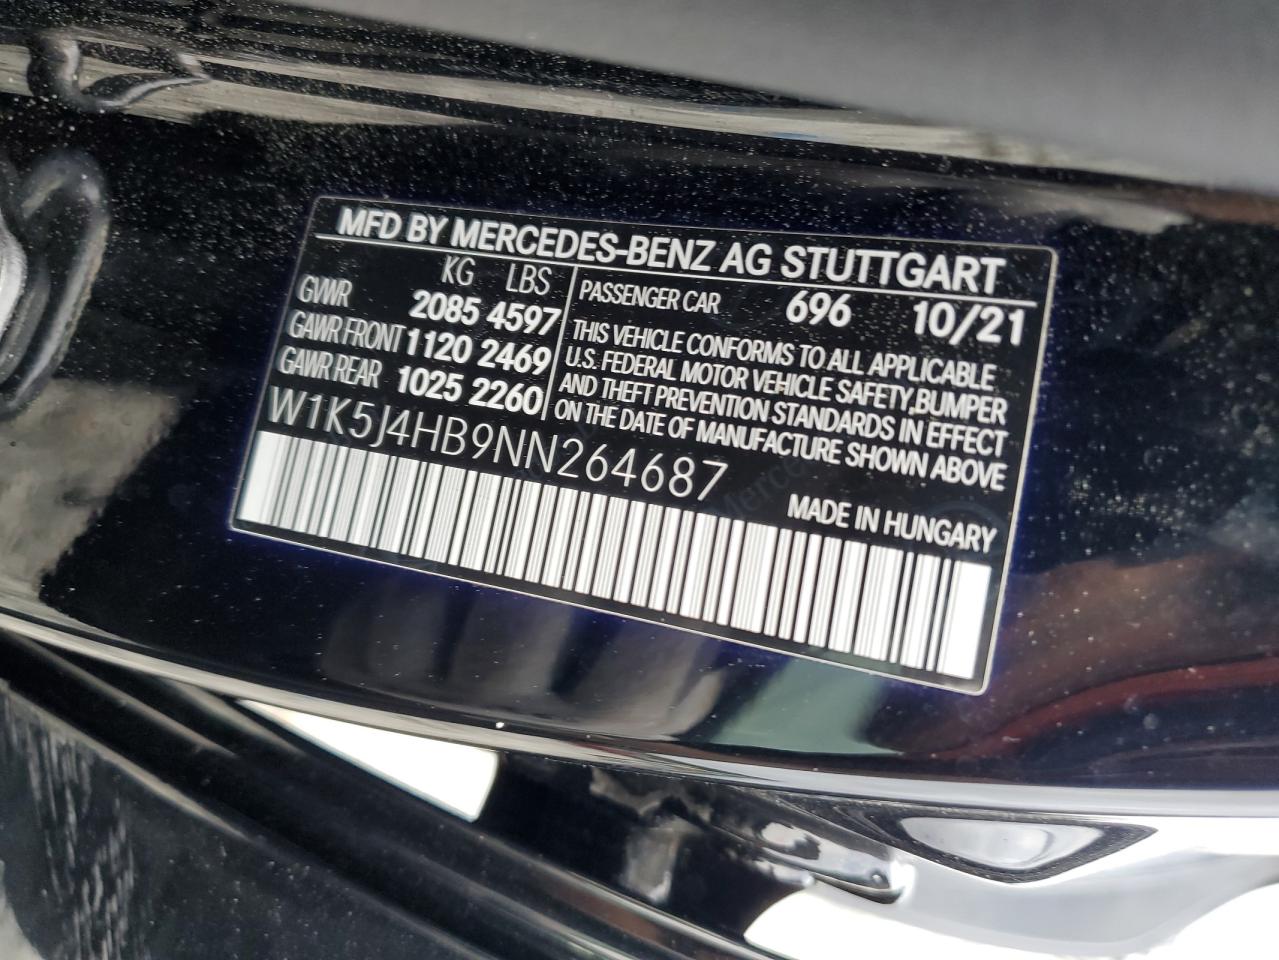 MFD BY MERCEDES-BENZ AG STUTTGART
KG LBS
GVWR 2085 4597
GAWR FRONT 1120 2469
GAWR REAR 1025 2260
PASSENGER CAR 696 10/21
THIS VEHICLE CONFORMS TO ALL APPLICABLE
U.S. FEDERAL MOTOR VEHICLE SAFETY, BUMPER
AND THEFT PREVENTION STANDARDS IN EFFECT
ON THE DATE OF MANUFACTURE SHOWN ABOVE
W1K5J4HB9NN264687
MADE IN HUNGARY